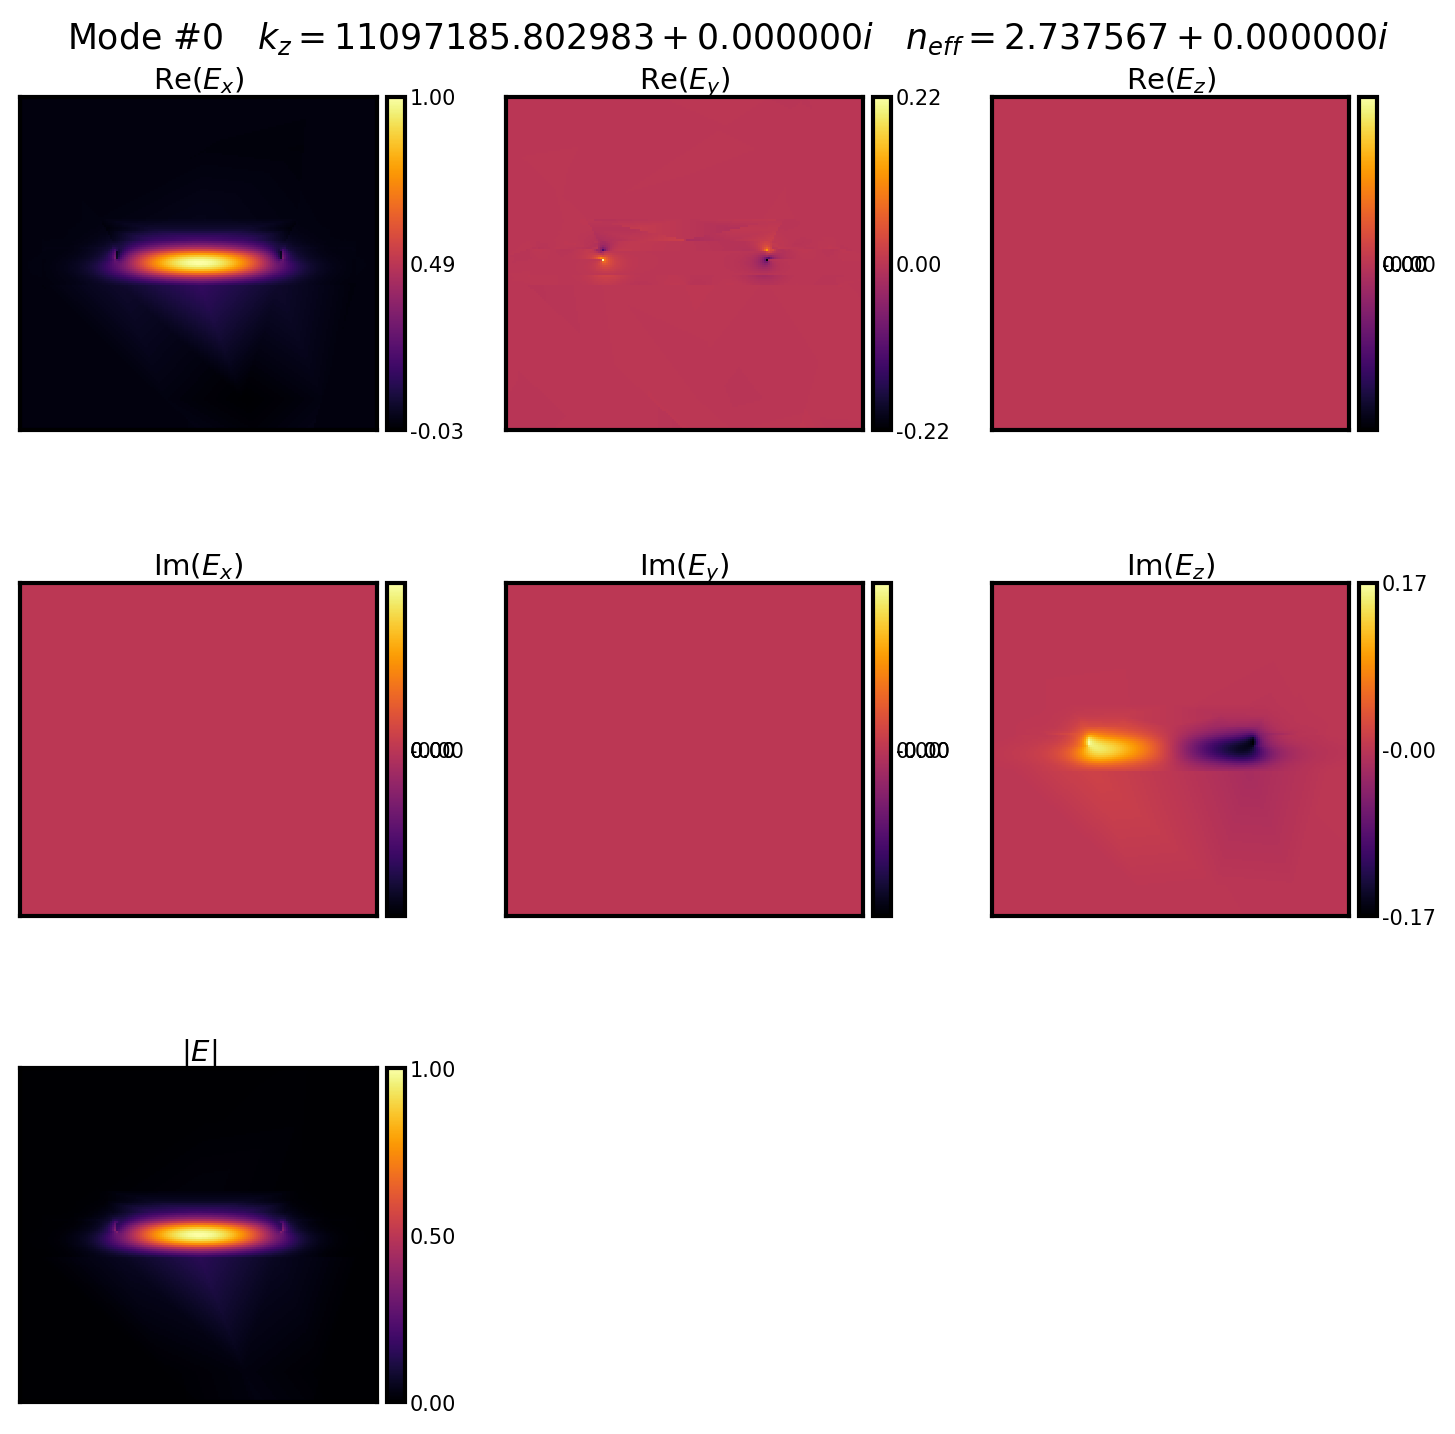 Mode #0 k_z = 11097185.802983 + 0.000000i n_eff = 2.737567 + 0.000000i
Re(E_x) Re(E_y) Re(E_z)
1.00 0.22
0.49 0.00
-0.03 -0.22
Im(E_x) Im(E_y) Im(E_z)
0.17
-0.00
-0.17
|E|
1.00
0.50
0.00